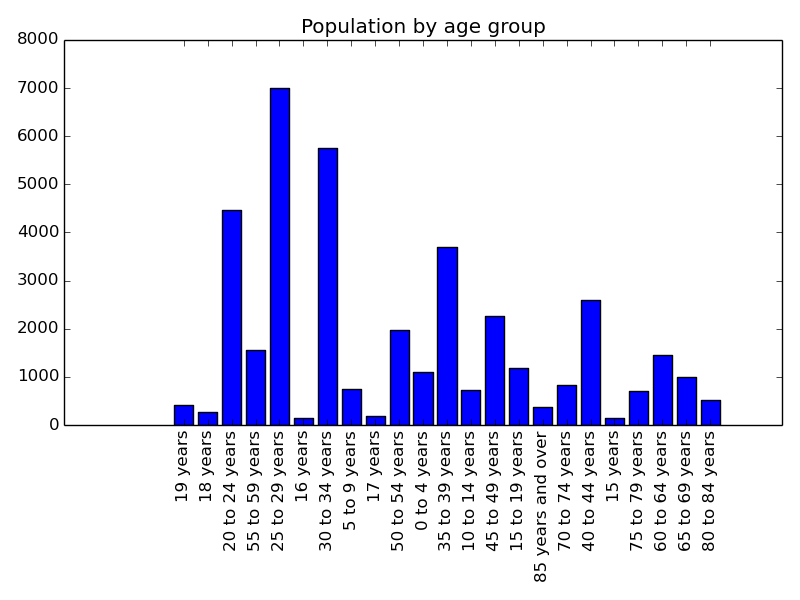 Population by age group
8000
7000
6000
5000
4000
3000
2000
1000
0
19 years
18 years
20 to 24 years
55 to 59 years
25 to 29 years
16 years
30 to 34 years
5 to 9 years
17 years
50 to 54 years
0 to 4 years
35 to 39 years
10 to 14 years
45 to 49 years
15 to 19 years
85 years and over
70 to 74 years
40 to 44 years
15 years
75 to 79 years
60 to 64 years
65 to 69 years
80 to 84 years